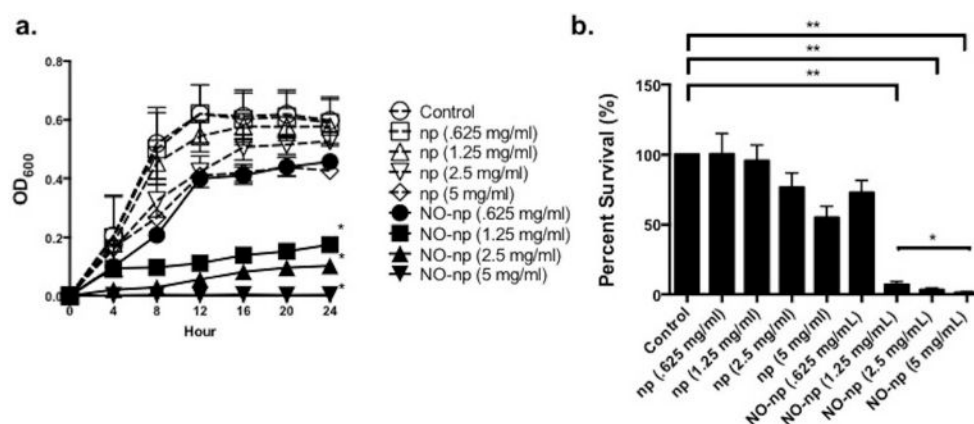 a.
OD600
0.8
0.6
0.4
0.2
0.0
0
4
8
12
16
20
24
Hour
*
*
*
Control
np (.625 mg/ml)
np (1.25 mg/ml)
np (2.5 mg/ml)
np (5 mg/ml)
NO-np (.625 mg/ml)
NO-np (1.25 mg/ml)
NO-np (2.5 mg/ml)
NO-np (5 mg/ml)
b.
**
**
**
*
Percent Survival (%)
150
100
50
0
Control
np (.625 mg/ml)
np (1.25 mg/ml)
np (2.5 mg/ml)
np (5 mg/ml)
NO-np (.625 mg/mL)
NO-np (1.25 mg/mL)
NO-np (2.5 mg/mL)
NO-np (5 mg/mL)